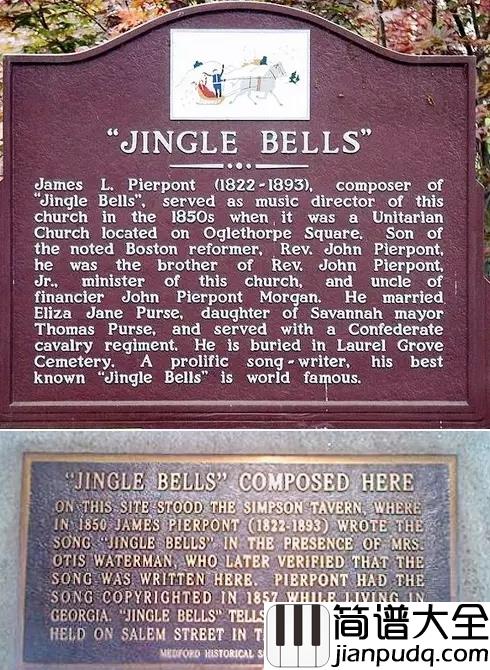 "JINGLE BELLS"
James L. Pierpont (1822-1893), composer of
"Jingle Bells", served as music director of this
church in the 1850s when it was a Unitarian
Church located on Oglethorpe Square. Son of
the noted Boston reformer, Rev. John Pierpont,
he was the brother of Rev. John Pierpont,
Jr., minister of this church, and uncle of
financier John Pierpont Morgan. He married
Eliza Jane Purse, daughter of Savannah mayor
Thomas Purse, and served with a Confederate
cavalry regiment. He is buried in Laurel Grove
Cemetery. A prolific song-writer, his best
known "Jingle Bells" is world famous.
"JINGLE BELLS" COMPOSED HERE
ON THIS SITE STOOD THE SIMPSON TAVERN, WHERE
IN 1850 JAMES PIERPONT (1822-1893) WROTE THE
SONG "JINGLE BELLS" IN THE PRESENCE OF MRS.
OTIS WATERMAN, WHO LATER VERIFIED THAT THE
SONG WAS WRITTEN HERE. PIERPONT HAD THE
SONG COPYRIGHTED IN 1857 WHILE LIVING IN
GEORGIA. "JINGLE BELLS" TELLS
HELD ON SALEM STREET IN
MEDFORD HISTORICAL
简谱大全
jianpudq.com